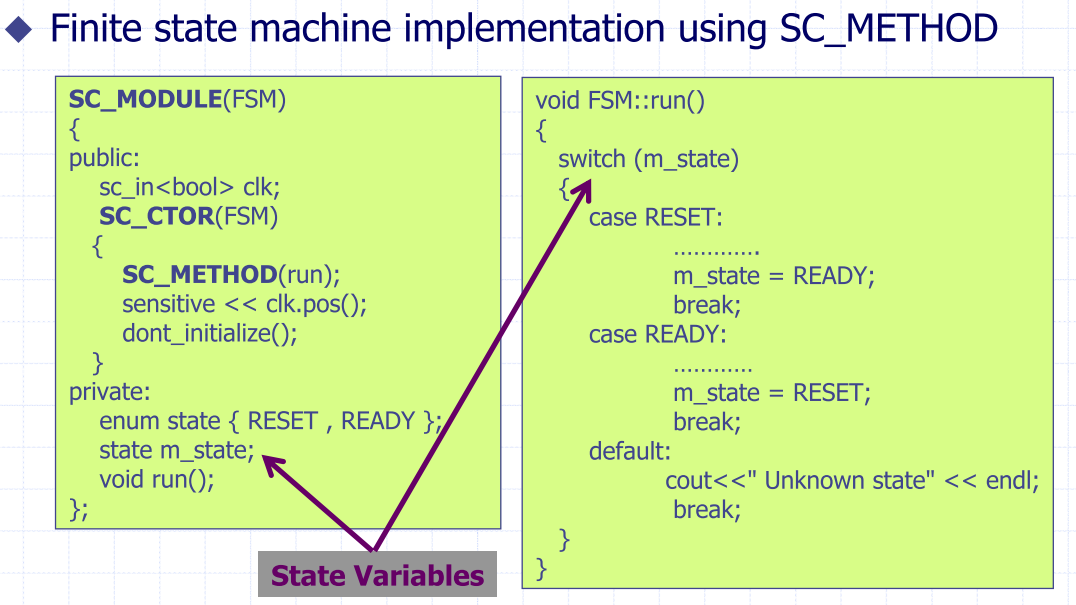 Finite state machine implementation using SC_METHOD
SC_MODULE(FSM)
{
public:
sc_in<bool> clk;
SC_CTOR(FSM)
{
SC_METHOD(run);
sensitive << clk.pos();
dont_initialize();
}
private:
enum state { RESET , READY };
state m_state;
void run();
};
void FSM::run()
{
switch (m_state)
{
case RESET:
.............
m_state = READY;
break;
case READY:
............
m_state = RESET;
break;
default:
cout<<" Unknown state" << endl;
break;
}
}
State Variables